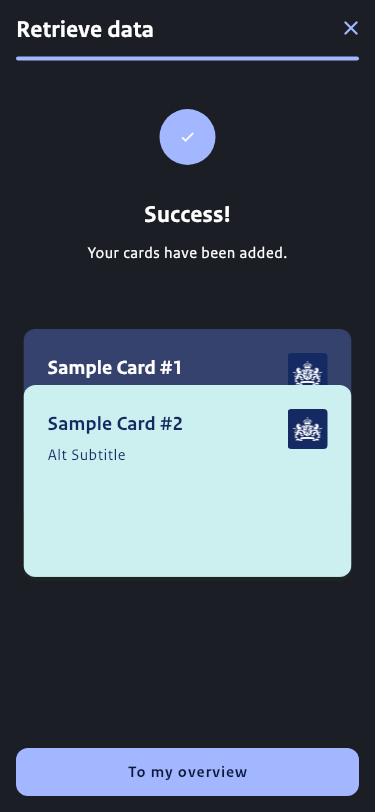 Retrieve data
Success!
Your cards have been added.
Sample Card #1
Sample Card #2
Alt Subtitle
To my overview